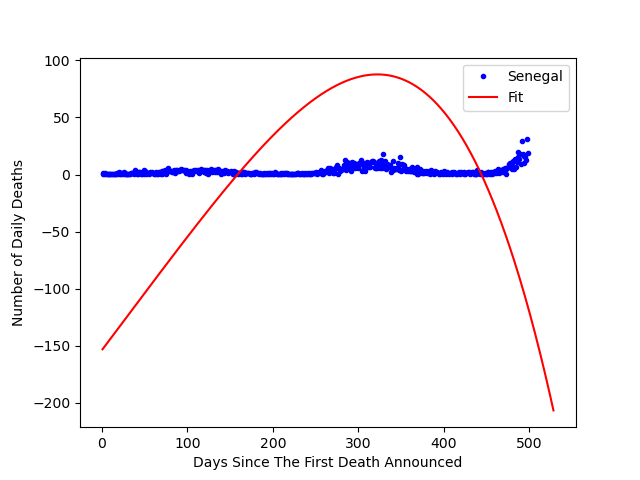 Senegal
Fit
100
50
0
−50
−100
−150
−200
Number of Daily Deaths
0 100 200 300 400 500
Days Since The First Death Announced